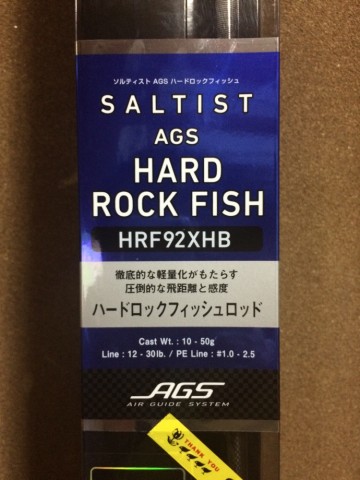 ソルティスト AGS ハードロックフィッシュ
SALTIST
AGS
HARD
ROCK FISH
HRF92XHB
徹底的な軽量化がもたらす
圧倒的な飛距離と感度
ハードロックフィッシュロッド
Cast Wt. : 10 - 50g
Line : 12 - 30lb. / PE Line : #1.0 - 2.5
AGS
AIR GUIDE SYSTEM
THANK YOU